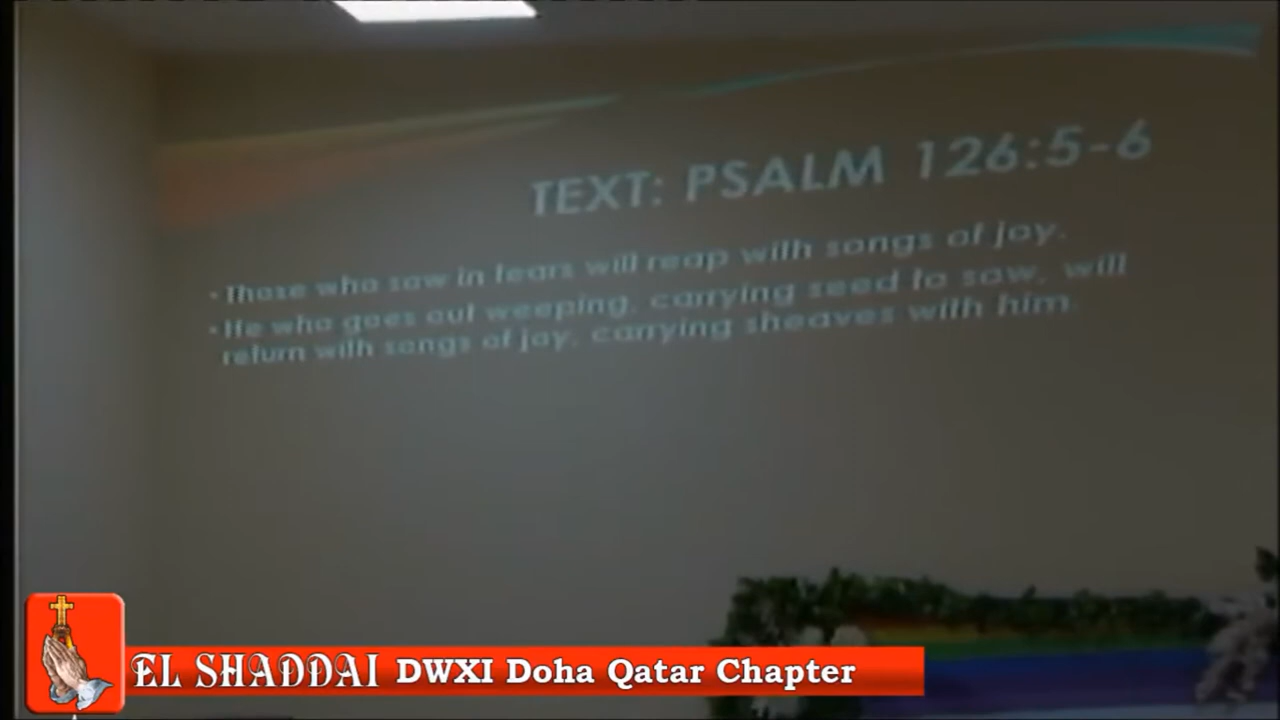 TEXT: PSALM 126:5-6
• Those who sow in tears will reap with songs of joy.
• He who goes out weeping, carrying seed to sow, will
return with songs of joy, carrying sheaves with him.
EL SHADDAI DWXI Doha Qatar Chapter